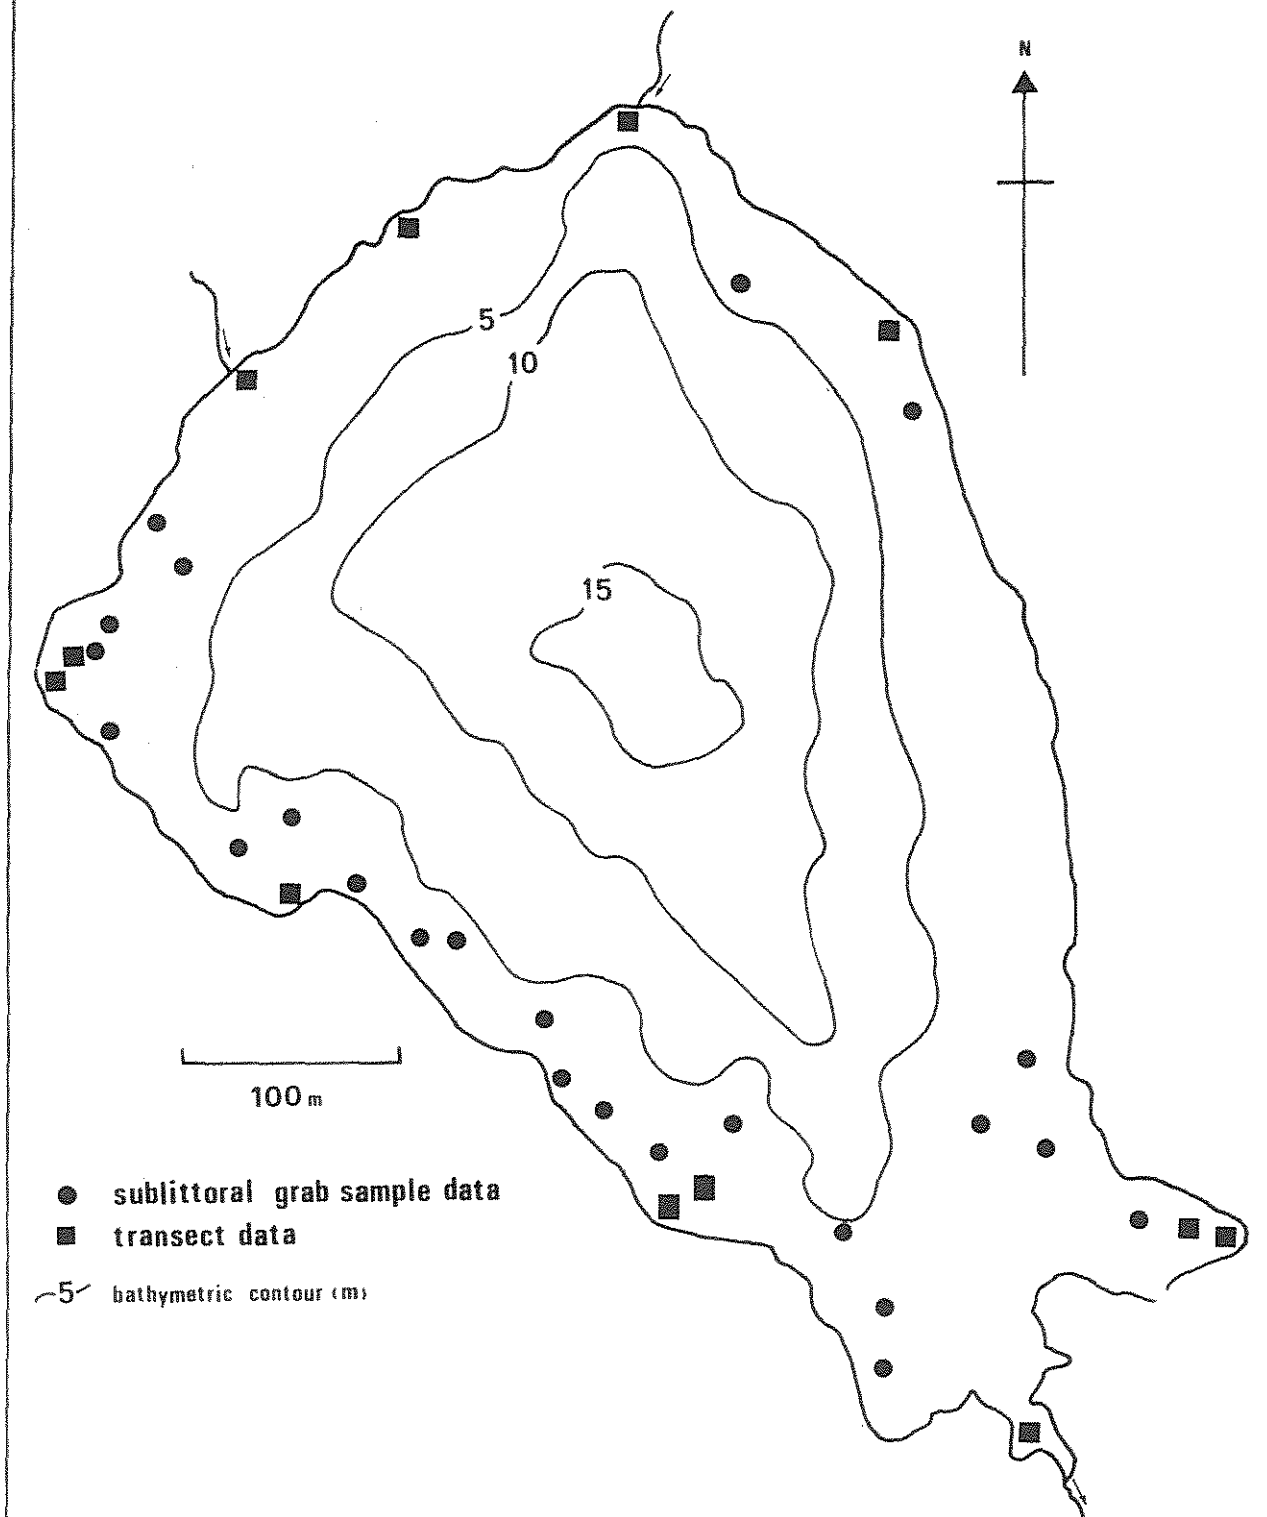 N
5
10
15
100 m
sublittoral grab sample data
transect data
5 bathymetric contour (m)